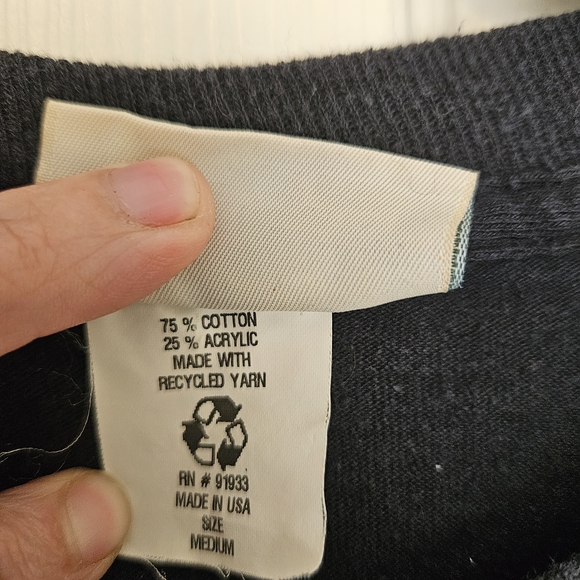 75 % COTTON
25 % ACRYLIC
MADE WITH
RECYCLED YARN
RN # 91933
MADE IN USA
SIZE
MEDIUM